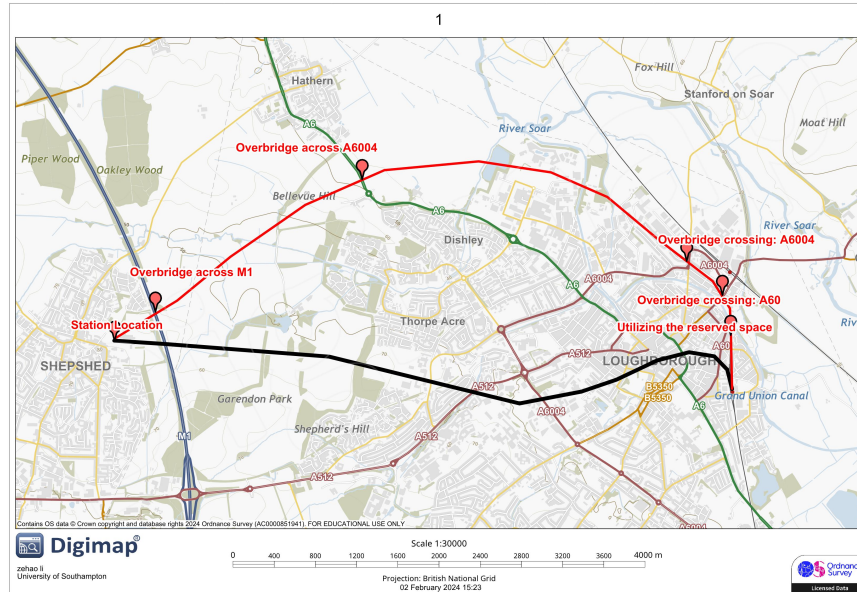 1
Hathern
Fox Hill
Stanford on Soar
Moat Hill
A6
River Soar
Piper Wood
Oakley Wood
Overbridge across A6004
Bellevue Hill
A6
River Soar
Dishley
Overbridge crossing: A6004
A6004
A6004
Overbridge across M1
A6
Overbridge crossing: A60
Station Location
Thorpe Acre
Utilizing the reserved space
A60
SHEPSHED
A512
LOUGHBOROUGH
A512
B5350
B5350
Garendon Park
Grand Union Canal
A6
A6004
Shepherd's Hill
M1
A512
A512
A6004
Contains OS data © Crown copyright and database rights 2024 Ordnance Survey (AC0000851941). FOR EDUCATIONAL USE ONLY
Digimap®
zehao li
University of Southampton
Scale 1:30000
0 400 800 1200 1600 2000 2400 2800 3200 3600 4000 m
Projection: British National Grid
02 February 2024 15:23
Ordnance
Survey
Licensed Data